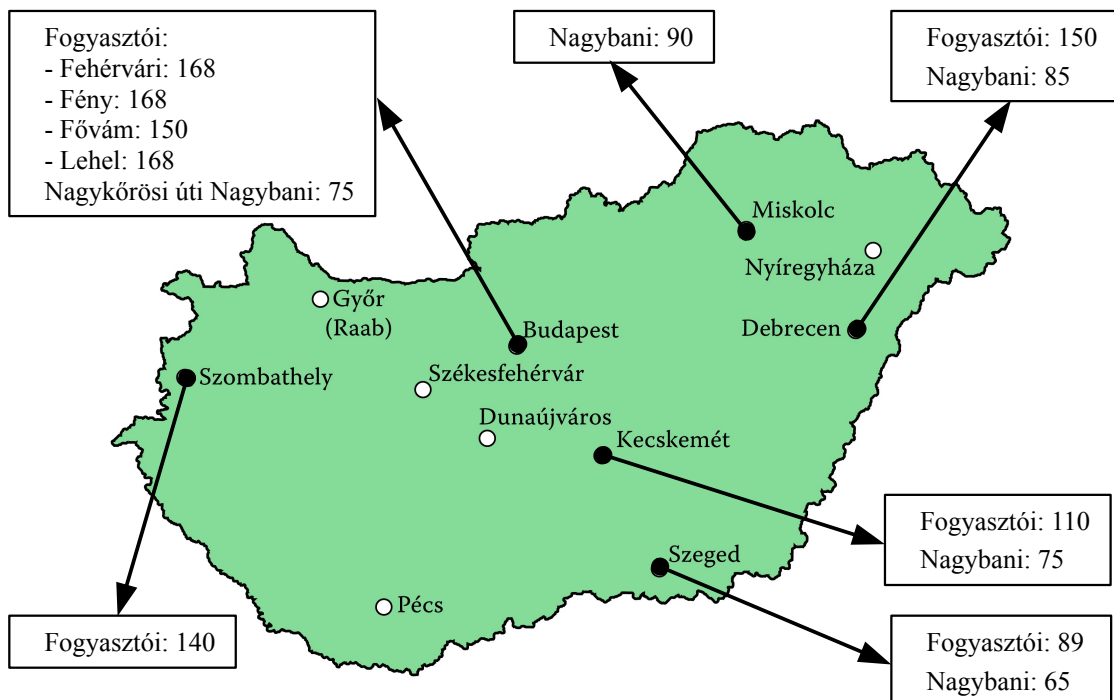 Fogyasztói:
- Fehérvári: 168
- Fény: 168
- Fővám: 150
- Lehel: 168
Nagykőrösi úti Nagybani: 75
Nagybani: 90
Fogyasztói: 150
Nagybani: 85
Miskolc
Nyíregyháza
Győr
(Raab)
Budapest
Debrecen
Szombathely
Székesfehérvár
Dunaújváros
Kecskemét
Fogyasztói: 110
Nagybani: 75
Szeged
Pécs
Fogyasztói: 140
Fogyasztói: 89
Nagybani: 65